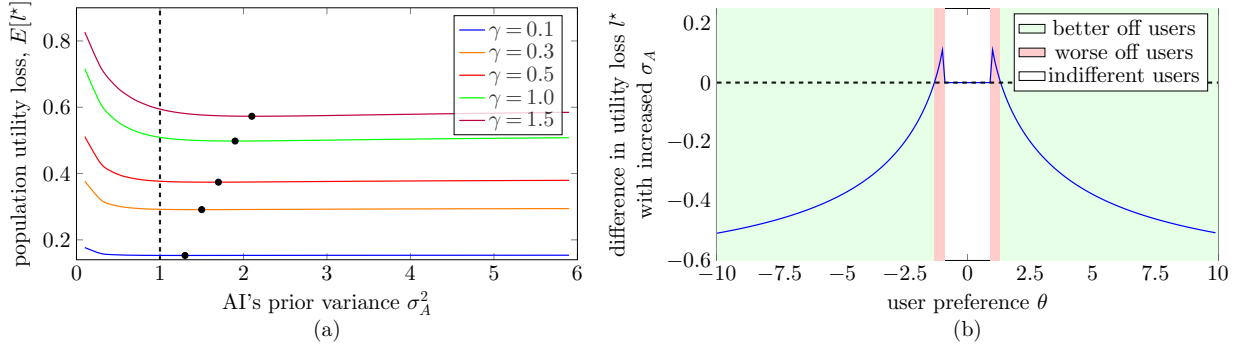 population utility loss, E[l*]
0.8
0.6
0.4
0.2
γ = 0.1
γ = 0.3
γ = 0.5
γ = 1.0
γ = 1.5
0 1 2 3 4 5 6
AI's prior variance σ_A^2
(a)
difference in utility loss l*
with increased σ_A
0.2
0
−0.2
−0.4
−0.6
better off users
worse off users
indifferent users
−10 −7.5 −5 −2.5 0 2.5 5 7.5 10
user preference θ
(b)